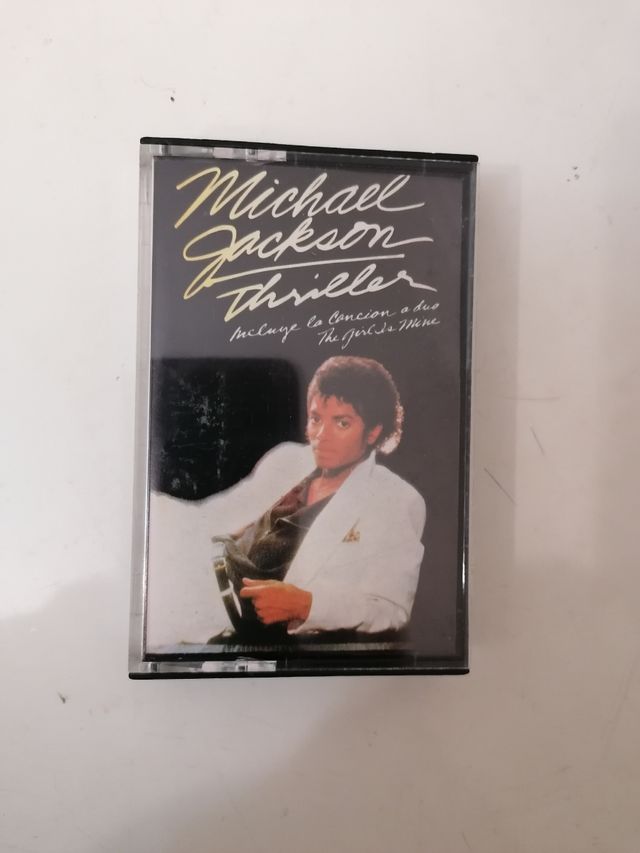 Michael
Jackson
Thriller
incluye la Cancion a duo
The girl is Mine